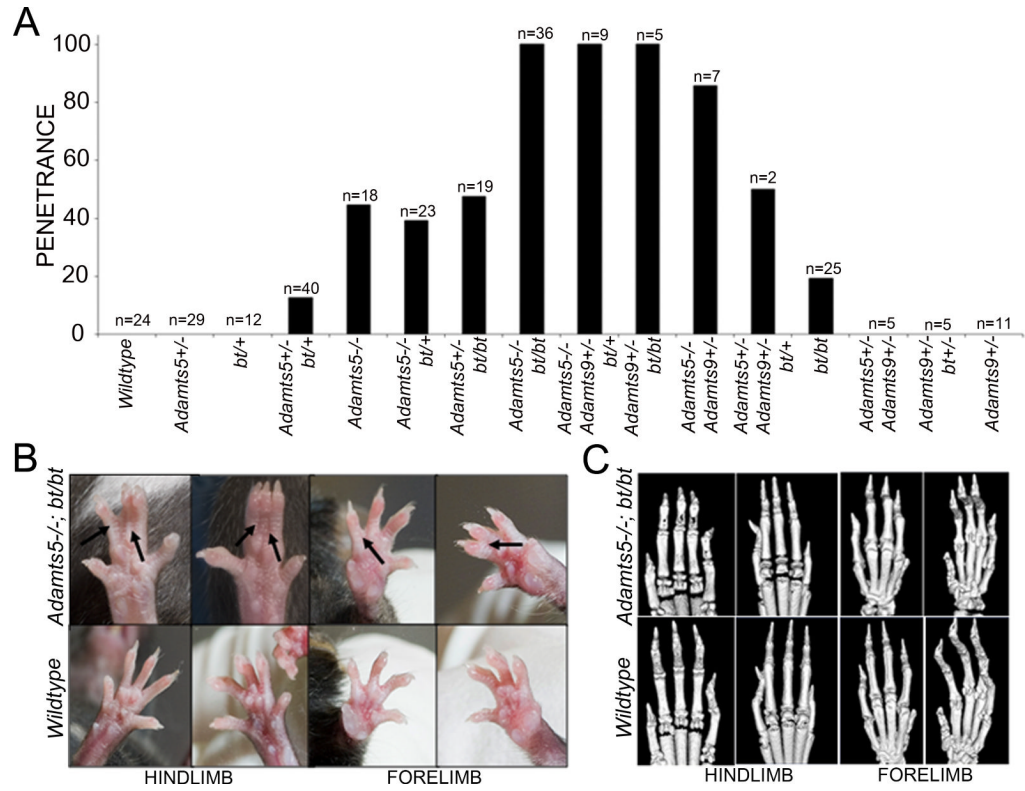 A
PENETRANCE
100
80
60
40
20
0
n=24
n=29
n=12
n=40
n=18
n=23
n=19
n=36
n=9
n=5
n=7
n=2
n=25
n=5
n=5
n=11
Wildtype
Adamts5+/-
bt/+
Adamts5+/-
bt/+
Adamts5-/-
Adamts5-/-
bt/+
Adamts5+/-
bt/bt
Adamts5-/-
bt/bt
Adamts5-/-
Adamts9+/-
bt/+
Adamts9+/-
bt/bt
Adamts5-/-
Adamts9+/-
Adamts5+/-
Adamts9+/-
bt/+
bt/bt
Adamts5+/-
Adamts9+/-
Adamts9+/-
bt+/-
Adamts9+/-
B
Adamts5-/-; bt/bt
Wildtype
HINDLIMB
FORELIMB
C
Adamts5-/-; bt/bt
Wildtype
HINDLIMB
FORELIMB